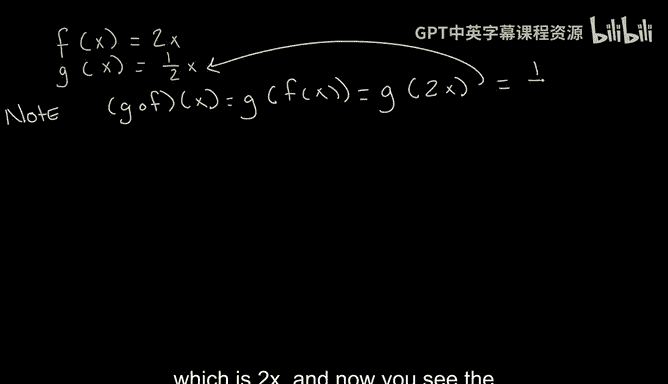 GPT中英字幕课程资源 bilibili
f(x) = 2x
g(x) = ½x
Note (g∘f)(x) = g(f(x)) = g(2x) = 1
which is 2x, and now you see the